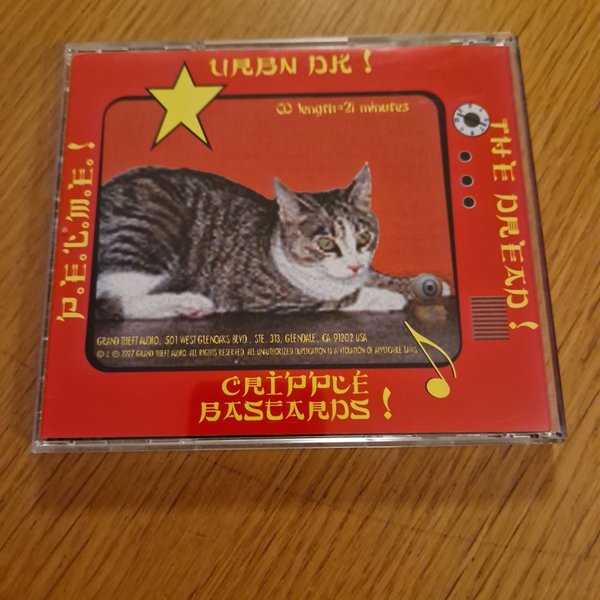 URBN DK!
CD length=21 minutes
P.E.L.M.E.!
THE DREAD!
GRAND THEFT AUDIO, 501 WEST GLENOAKS BLVD., STE. 313, GLENDALE, CA 91202 USA
© & ℗ 1997 GRAND THEFT AUDIO. ALL RIGHTS RESERVED. ALL UNAUTHORIZED DUPLICATION IS A VIOLATION OF APPLICABLE LAWS.
CRIPPLE
BASTARDS!